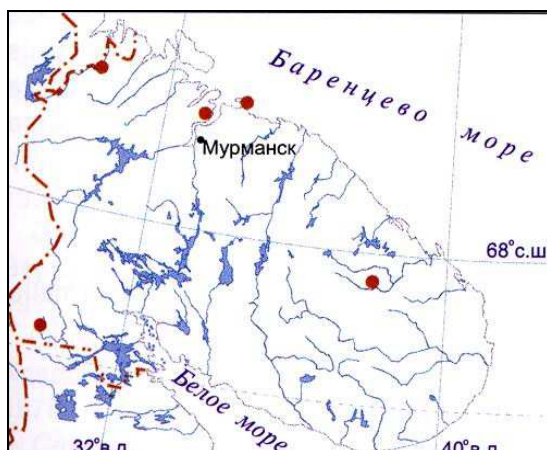 Баренцево море
Мурманск
68°с.ш
Белое море
32°в.д
40°в.д